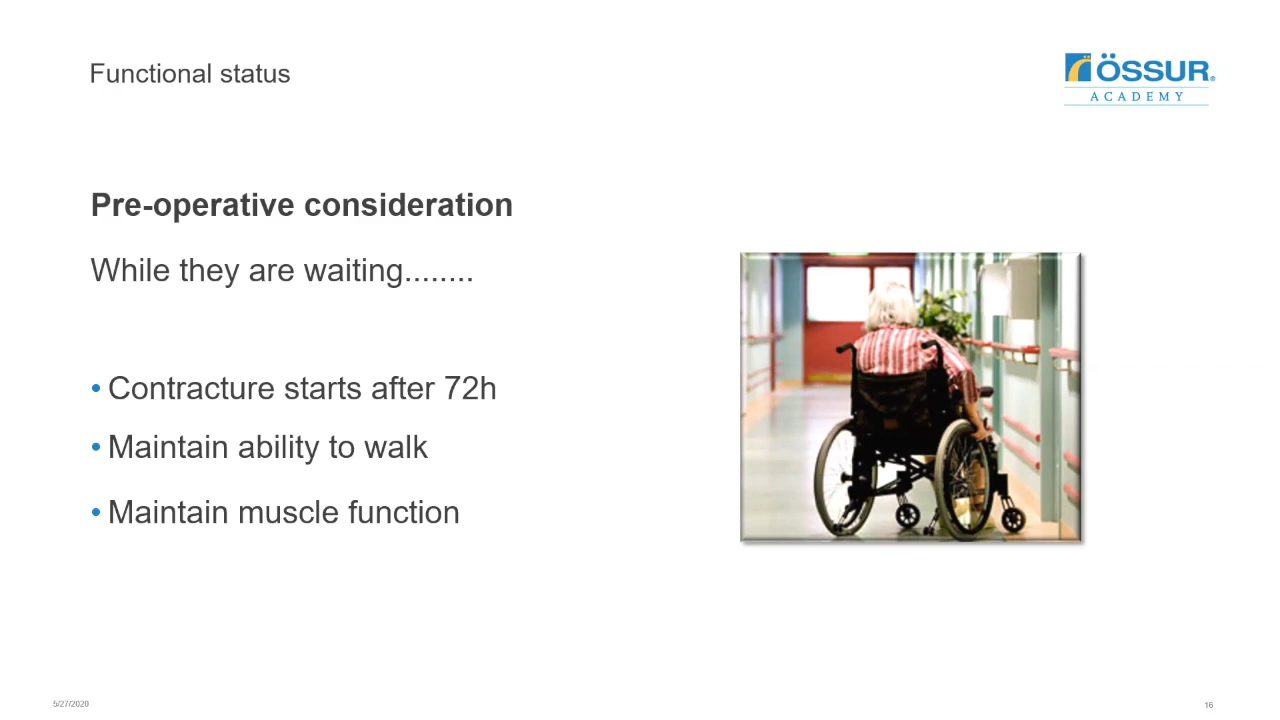 Functional status
ÖSSUR®
ACADEMY
Pre-operative consideration
While they are waiting........
• Contracture starts after 72h
• Maintain ability to walk
• Maintain muscle function
5/27/2020
16